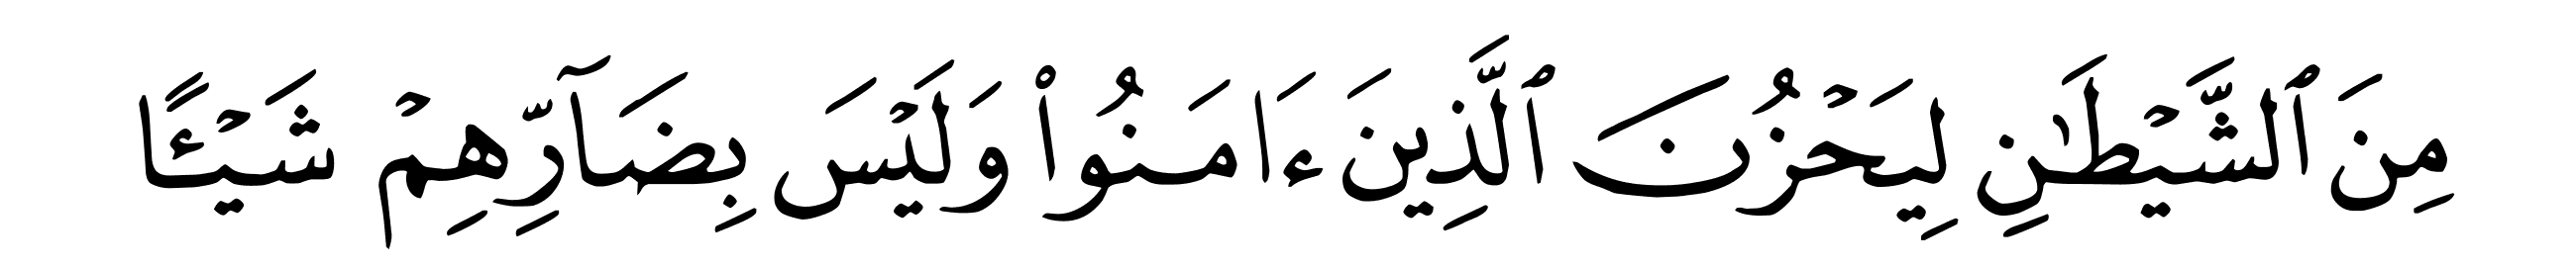 مِنَ ٱلشَّيْطَٰنِ لِيَحْزُنَ ٱلَّذِينَ ءَامَنُوا۟ وَلَيْسَ بِضَآرِّهِمْ شَيْـًٔا